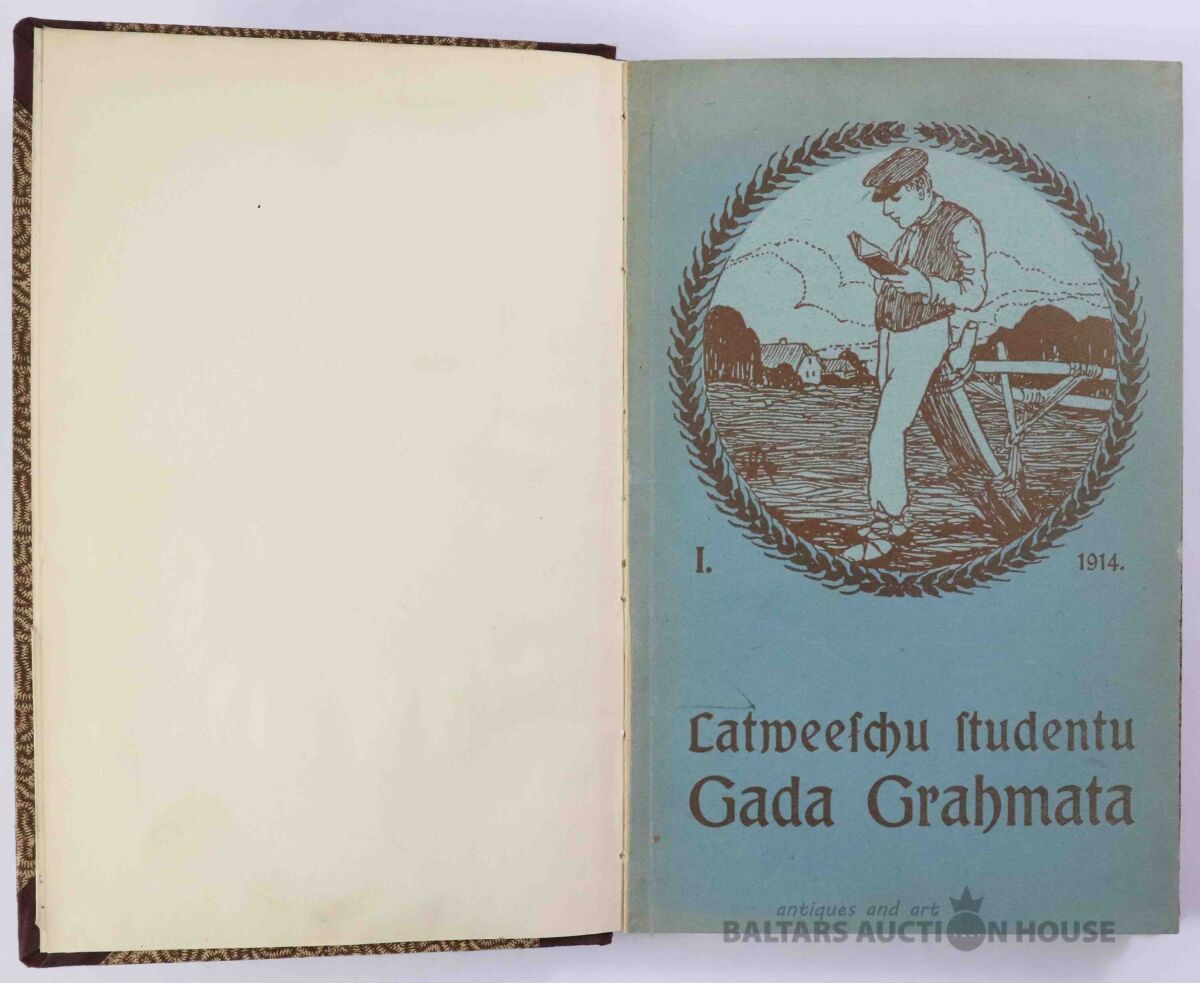 I.
1914.
Latweeſchu ſtudentu
Gada Grahmata
antiques and art
BALTARS AUCTION HOUSE